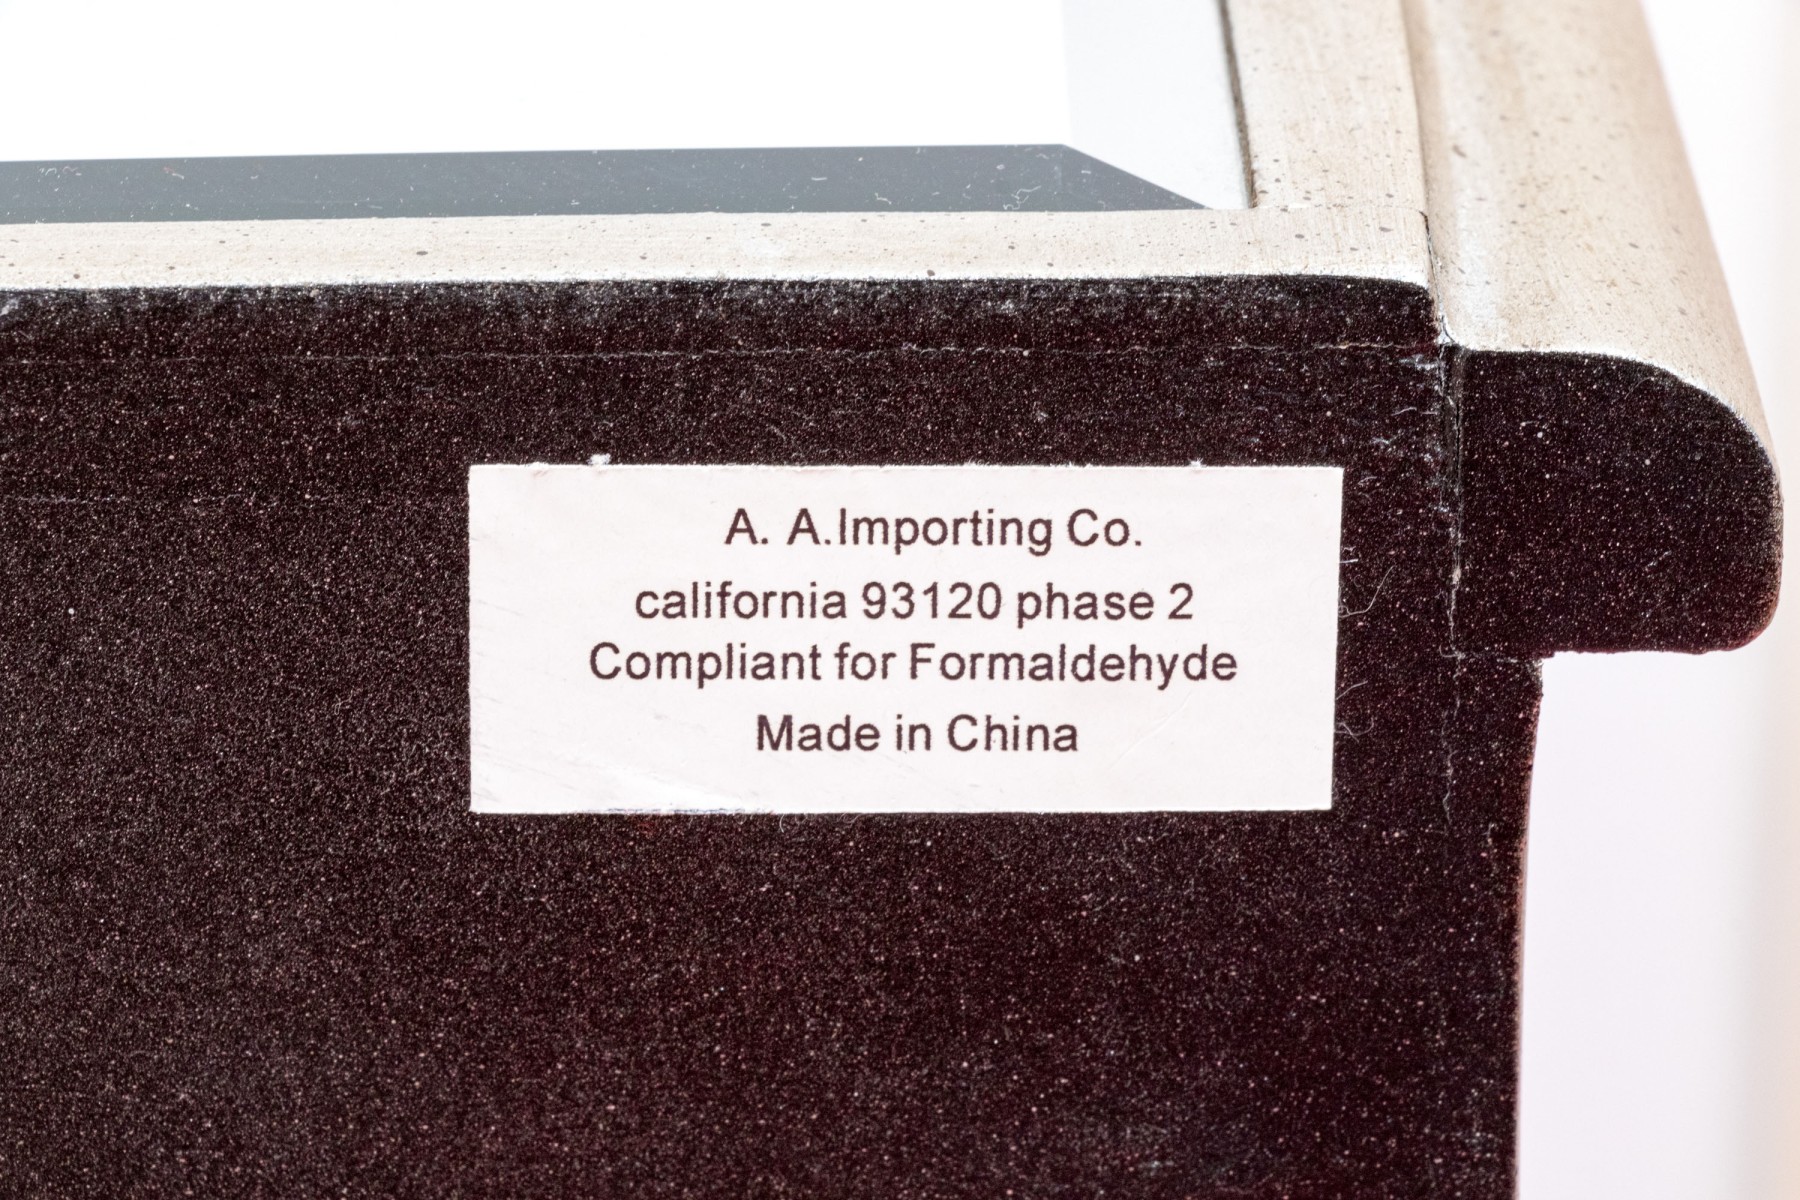 A. A.Importing Co.
california 93120 phase 2
Compliant for Formaldehyde
Made in China